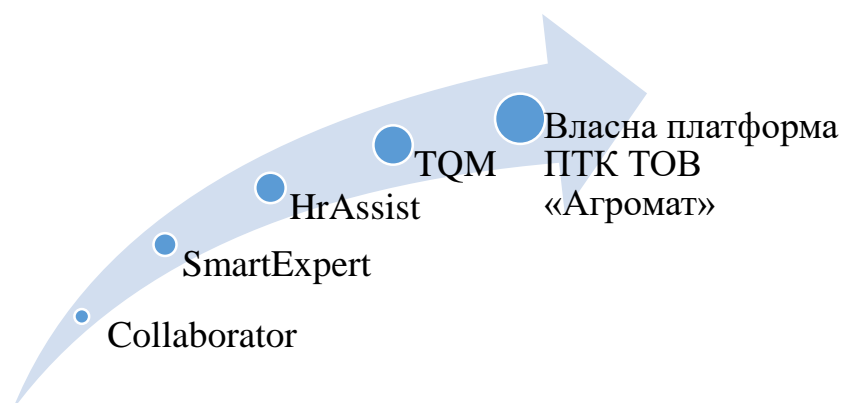 Власна платформа
ПТК ТОВ
«Агромат»
TQM
HrAssist
SmartExpert
Collaborator